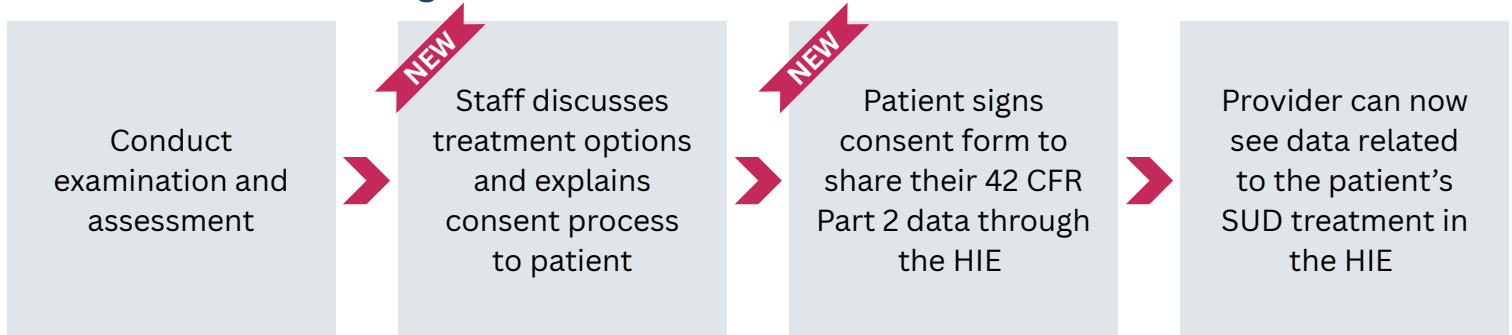 Conduct
examination and
assessment
NEW
Staff discusses
treatment options
and explains
consent process
to patient
NEW
Patient signs
consent form to
share their 42 CFR
Part 2 data through
the HIE
Provider can now
see data related
to the patient’s
SUD treatment in
the HIE